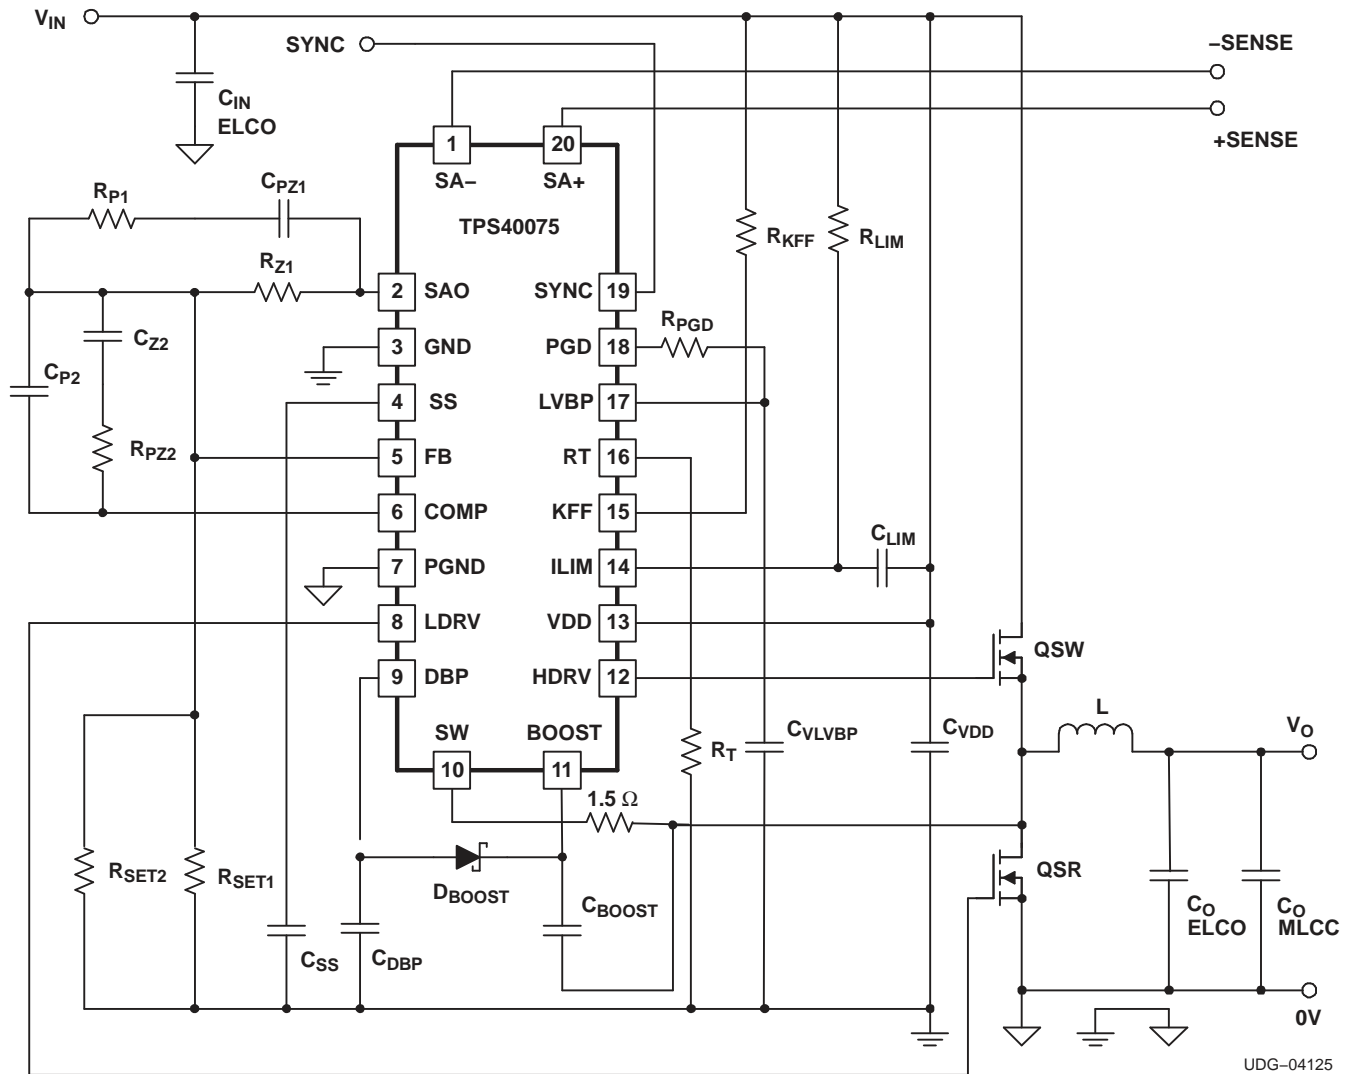 VIN
SYNC
–SENSE
+SENSE
CIN
ELCO
1
20
SA–
SA+
TPS40075
RP1
CPZ1
RKFF
RLIM
RZ1
2
SAO
SYNC
19
RPGD
CZ2
3
GND
PGD
18
CP2
4
SS
LVBP
17
RPZ2
5
FB
RT
16
6
COMP
KFF
15
CLIM
7
PGND
ILIM
14
8
LDRV
VDD
13
QSW
9
DBP
HDRV
12
L
VO
SW
BOOST
CVLVBP
CVDD
RT
10
11
1.5 Ω
RSET2
RSET1
DBOOST
CBOOST
QSR
CO
ELCO
CO
MLCC
CSS
CDBP
0V
UDG–04125